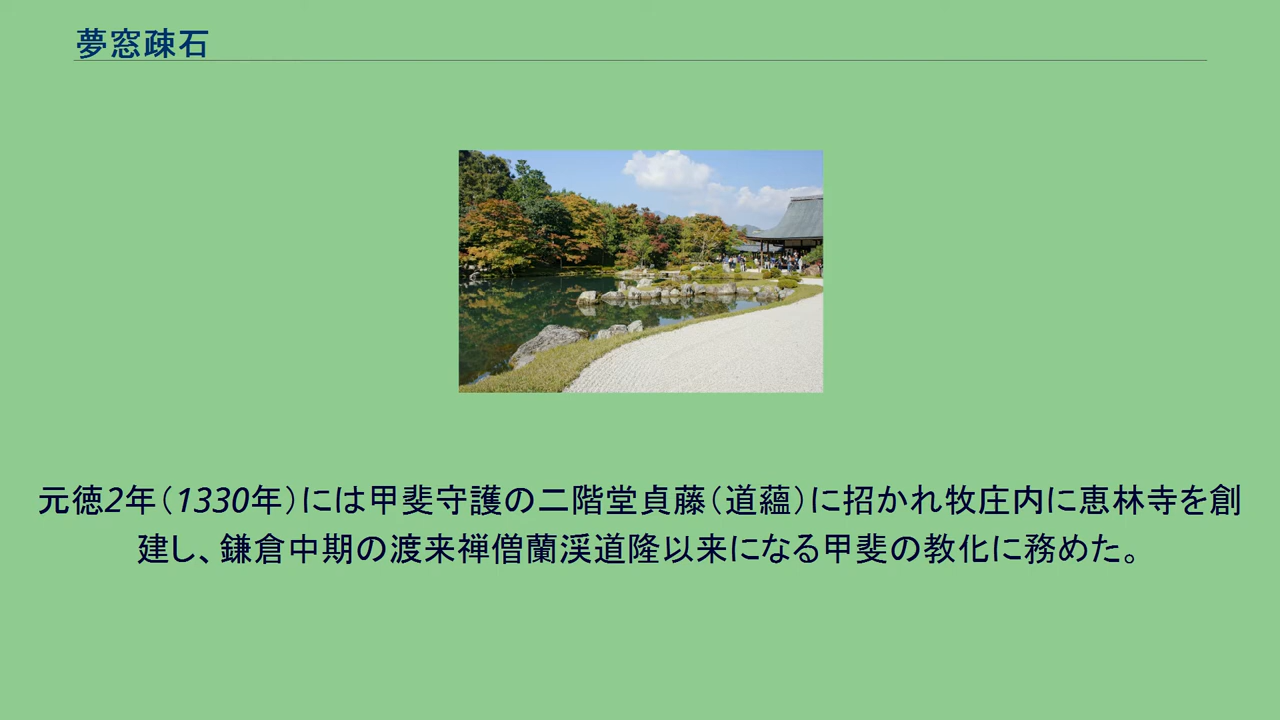 夢窓疎石
元徳2年（1330年）には甲斐守護の二階堂貞藤（道蘊）に招かれ牧庄内に恵林寺を創
建し、鎌倉中期の渡来禅僧蘭渓道隆以来になる甲斐の教化に務めた。